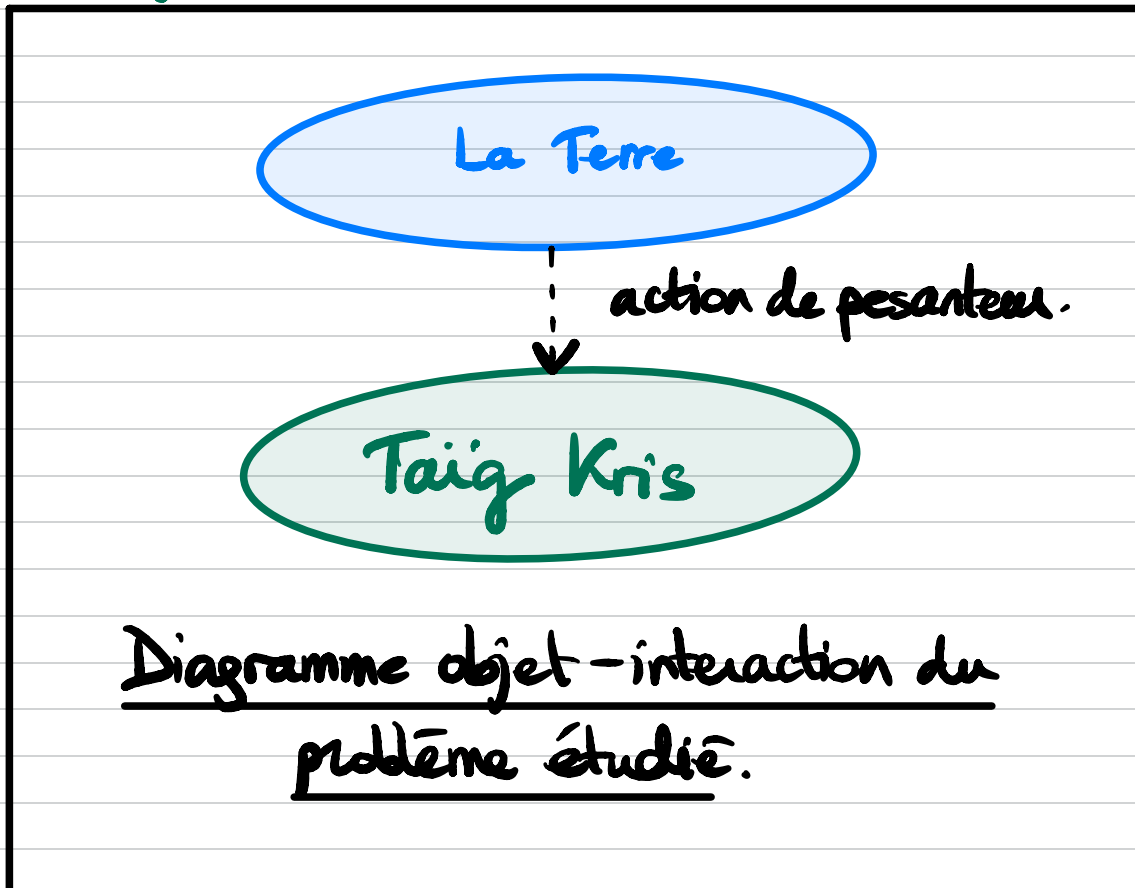 La Terre
action de pesanteur.
Taïg Kris
Diagramme objet-interaction du
problème étudié.